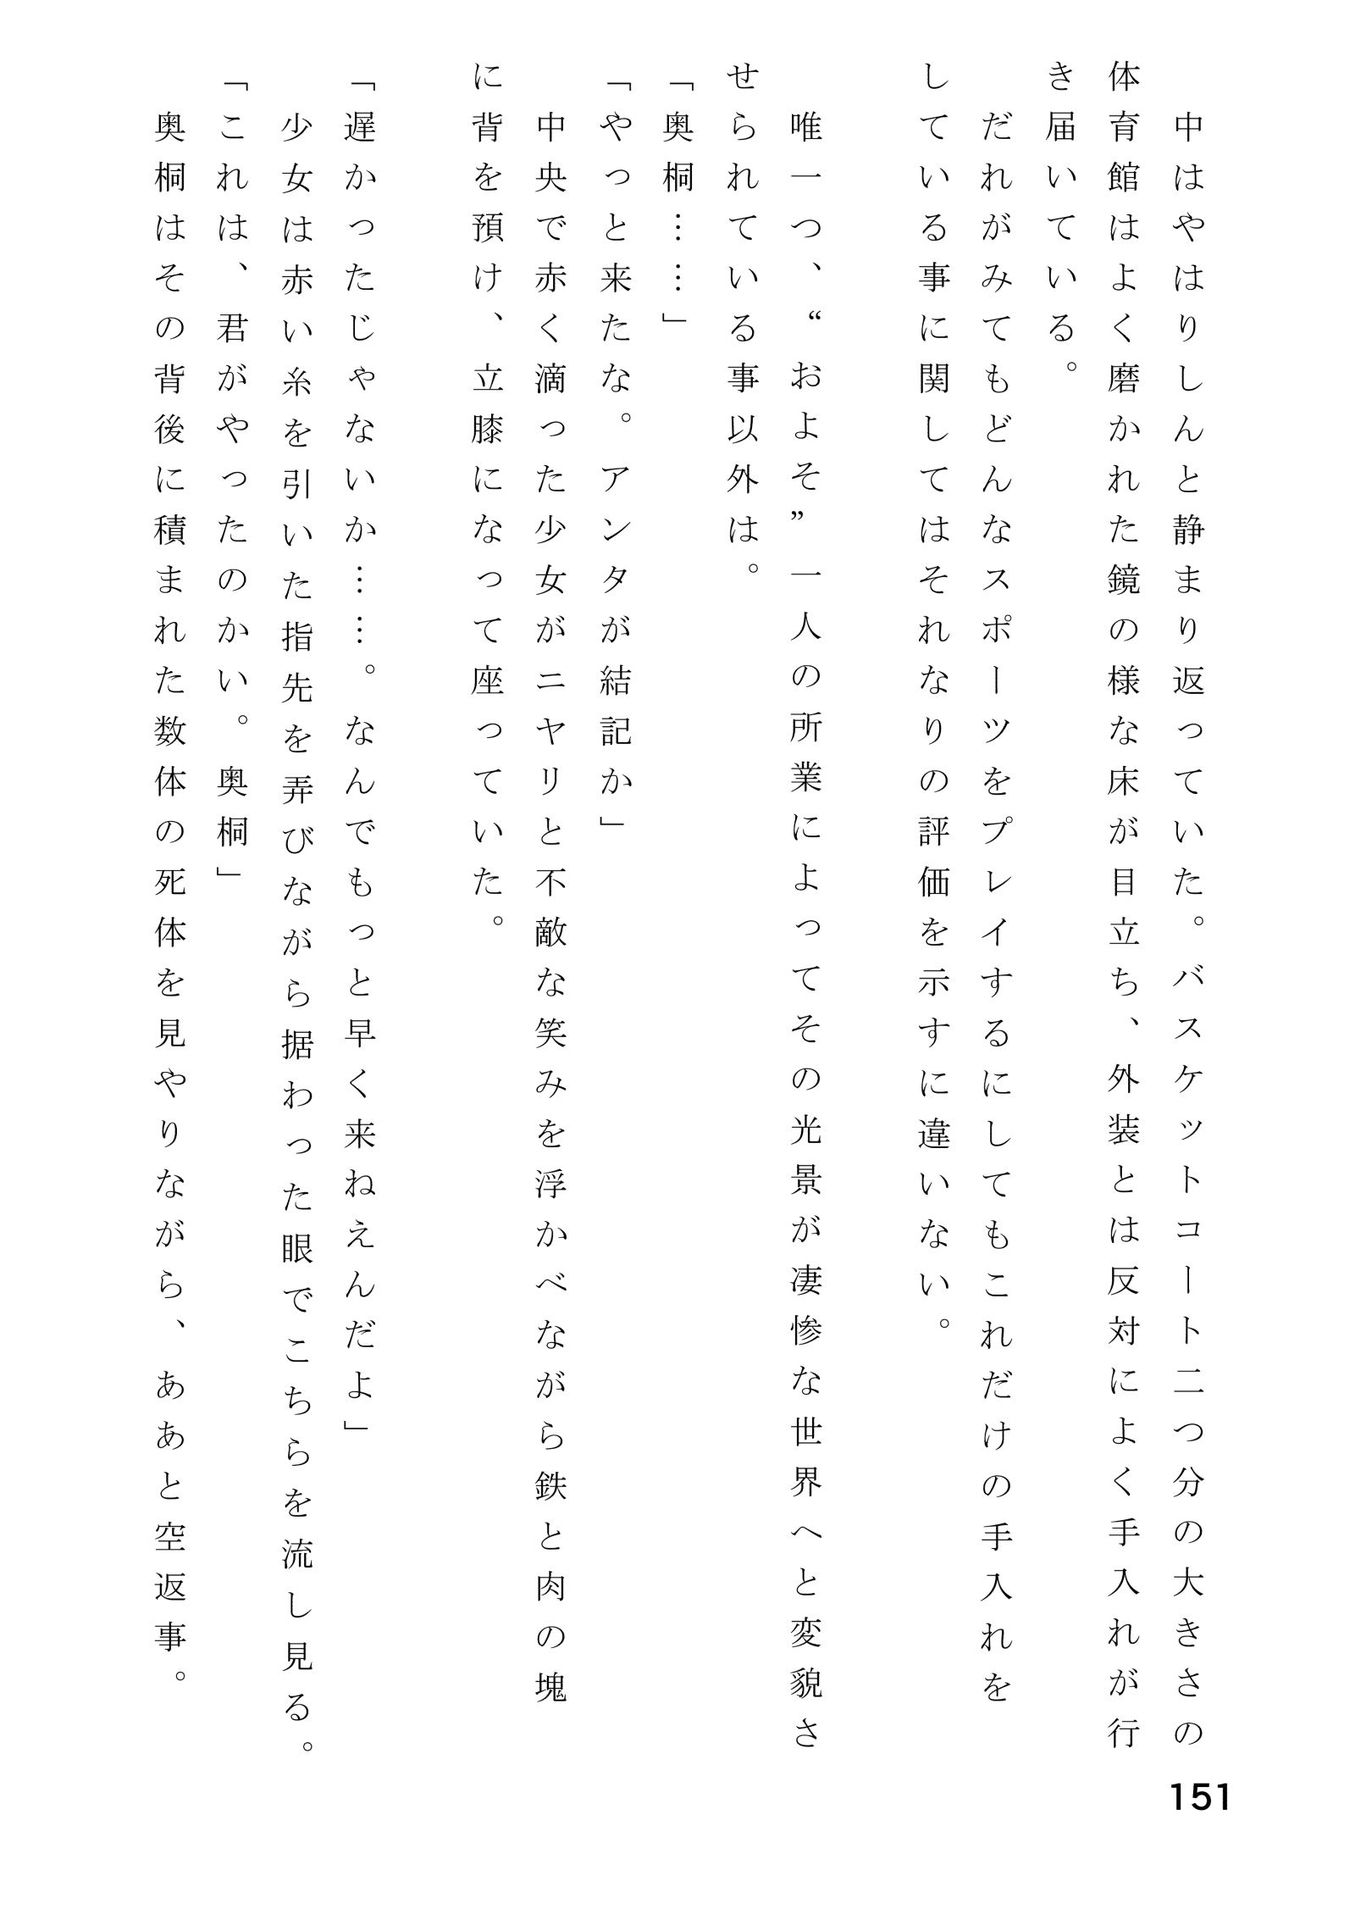 中はやはりしんと静まり返っていた。バスケットコート二つ分の大きさの
体育館はよく磨かれた鏡の様な床が目立ち、外装とは反対によく手入れが行
き届いている。
　だれがみてもどんなスポーツをプレイするにしてもこれだけの手入れを
している事に関してはそれなりの評価を示すに違いない。
　唯一つ、“およそ”一人の所業によってその光景が凄惨な世界へと変貌さ
せられている事以外は。
「奥桐……」
「やっと来たな。アンタが結記か」
　中央で赤く滴った少女がニヤリと不敵な笑みを浮かべながら鉄と肉の塊
に背を預け、立膝になって座っていた。
「遅かったじゃないか……。なんでもっと早く来ねえんだよ」
　少女は赤い糸を引いた指先を弄びながら据わった眼でこちらを流し見る。
「これは、君がやったのかい。奥桐」
　奥桐はその背後に積まれた数体の死体を見やりながら、ああと空返事。
151